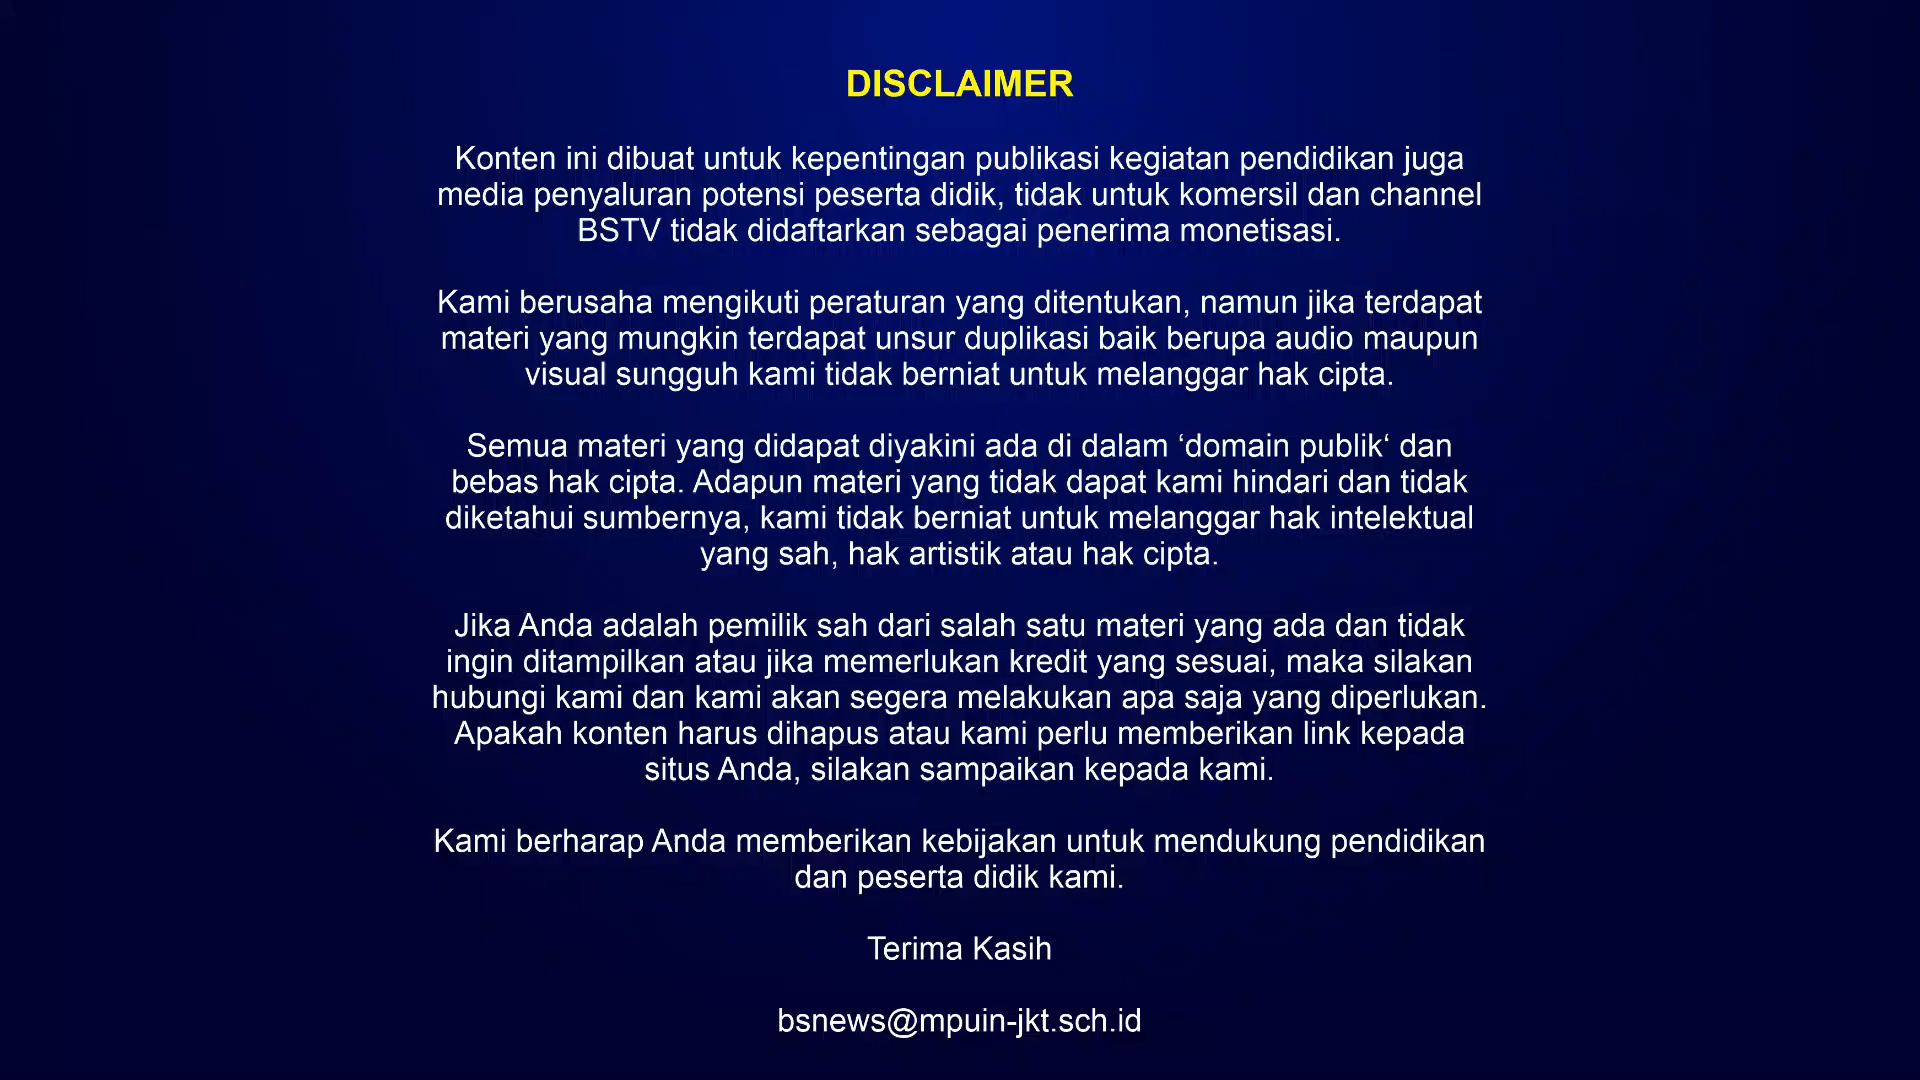 DISCLAIMER
Konten ini dibuat untuk kepentingan publikasi kegiatan pendidikan juga
media penyaluran potensi peserta didik, tidak untuk komersil dan channel
BSTV tidak didaftarkan sebagai penerima monetisasi.
Kami berusaha mengikuti peraturan yang ditentukan, namun jika terdapat
materi yang mungkin terdapat unsur duplikasi baik berupa audio maupun
visual sungguh kami tidak berniat untuk melanggar hak cipta.
Semua materi yang didapat diyakini ada di dalam ‘domain publik‘ dan
bebas hak cipta. Adapun materi yang tidak dapat kami hindari dan tidak
diketahui sumbernya, kami tidak berniat untuk melanggar hak intelektual
yang sah, hak artistik atau hak cipta.
Jika Anda adalah pemilik sah dari salah satu materi yang ada dan tidak
ingin ditampilkan atau jika memerlukan kredit yang sesuai, maka silakan
hubungi kami dan kami akan segera melakukan apa saja yang diperlukan.
Apakah konten harus dihapus atau kami perlu memberikan link kepada
situs Anda, silakan sampaikan kepada kami.
Kami berharap Anda memberikan kebijakan untuk mendukung pendidikan
dan peserta didik kami.
Terima Kasih
bsnews@mpuin-jkt.sch.id